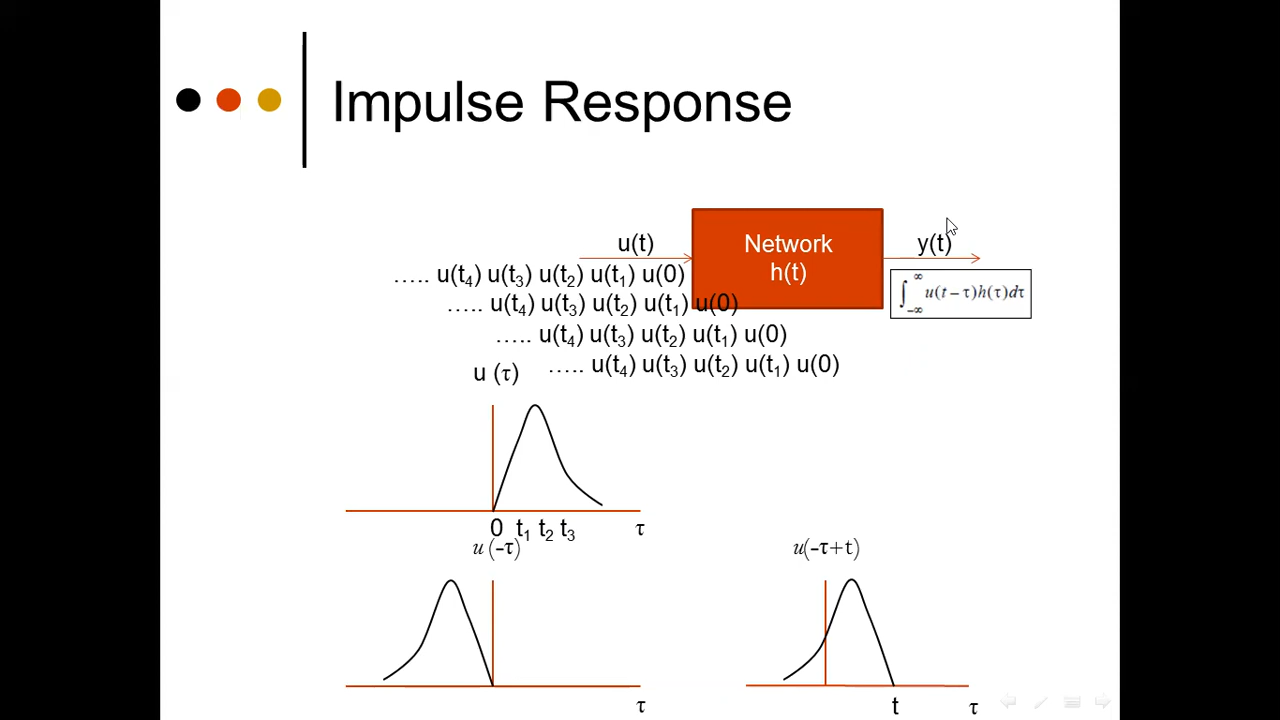 Impulse Response
u(t)
Network
h(t)
y(t)
∫_{−∞}^{∞} u(t−τ)h(τ)dτ
….. u(t₄) u(t₃) u(t₂) u(t₁) u(0)
….. u(t₄) u(t₃) u(t₂) u(t₁) u(0)
….. u(t₄) u(t₃) u(t₂) u(t₁) u(0)
….. u(t₄) u(t₃) u(t₂) u(t₁) u(0)
u (τ)
0 t₁ t₂ t₃ τ
u (−τ)
τ
u(−τ+t)
t τ